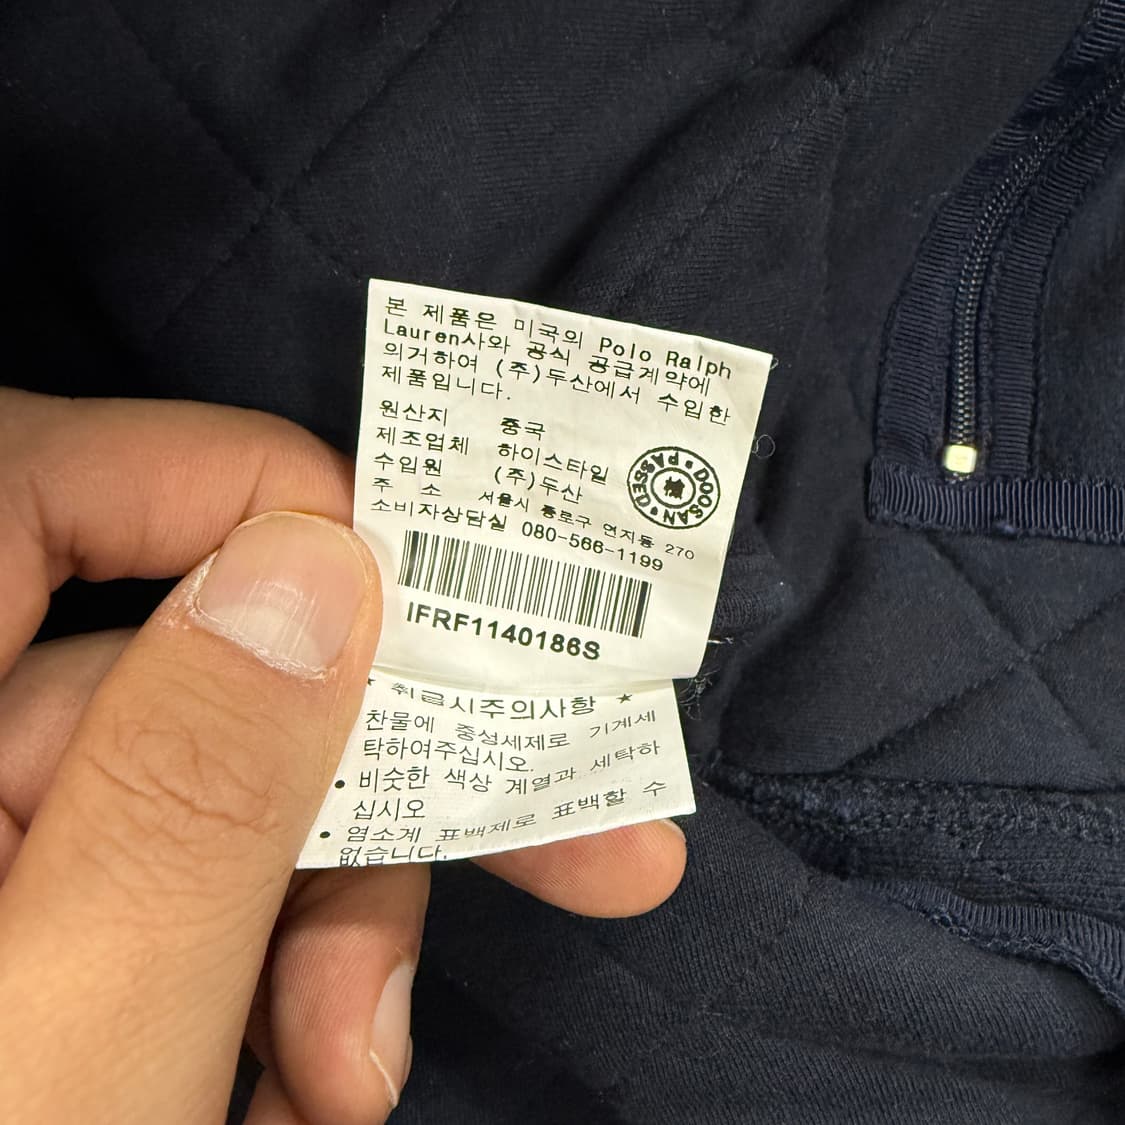 본 제품은 미국의 Polo Ralph
Lauren사와 공식 공급계약에
의거하여 (주)두산에서 수입한
제품입니다.
원산지 중국
제조업체 하이스타일
수입원 (주)두산
주 소 서울시 종로구 연지동 270
소비자상담실 080-566-1199
DOOSAN • PASSED •
IFRF1140186S
★ 취급시주의사항 ★
찬물에 중성세제로 기계세
탁하여주십시오.
• 비슷한 색상 계열과 세탁하
십시오
• 염소계 표백제로 표백할 수
없습니다.